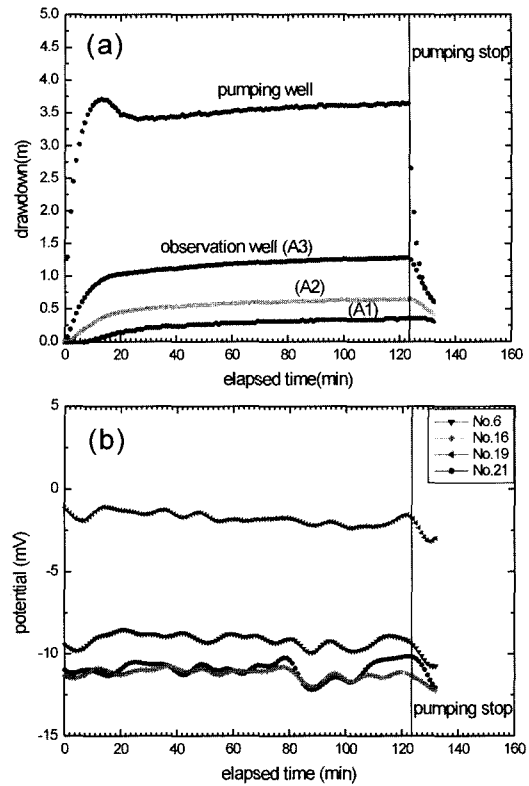 (a)
5.0
4.5
4.0
3.5
3.0
2.5
2.0
1.5
1.0
0.5
0.0
drawdown(m)
pumping stop
pumping well
observation well (A3)
(A2)
(A1)
0 20 40 60 80 100 120 140 160
elapsed time(min)
(b)
No.6
No.16
No.19
No.21
5
0
-5
-10
-15
potential (mV)
pumping stop
0 20 40 60 80 100 120 140 160
elapsed time (min)